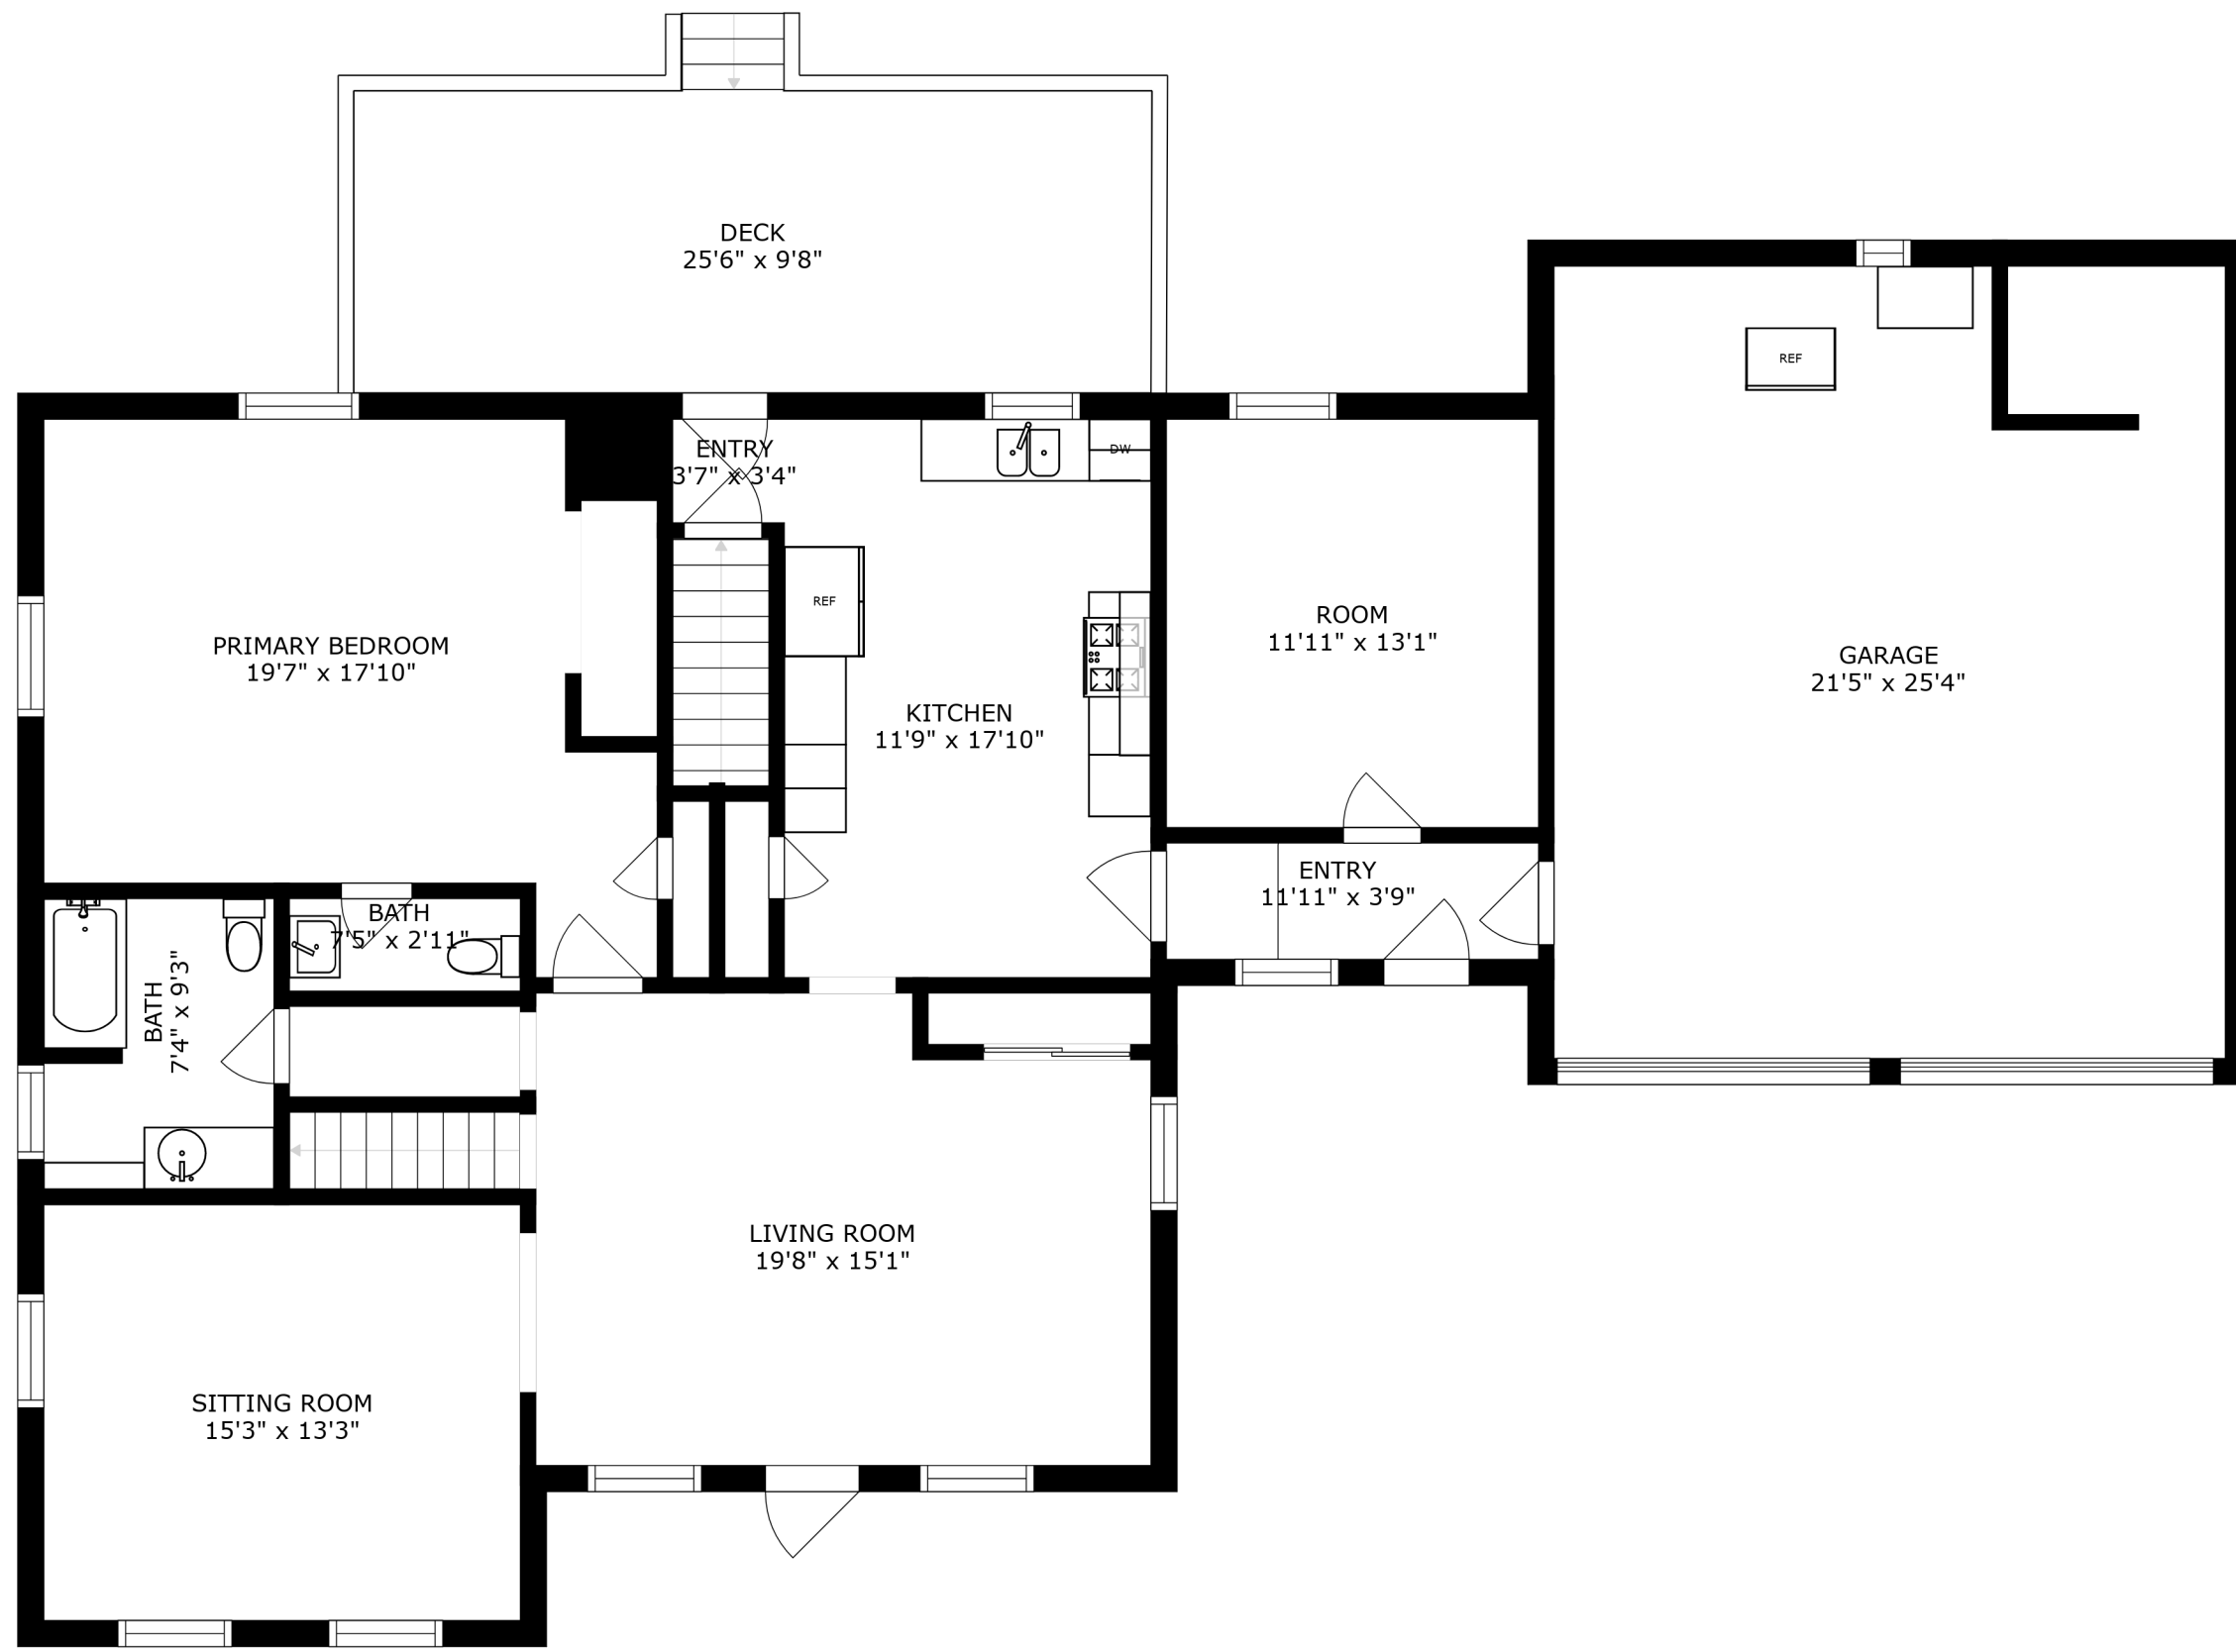 DECK
25'6" x 9'8"
REF
ENTRY
3'7" x 3'4"
DW
REF
PRIMARY BEDROOM
19'7" x 17'10"
ROOM
11'11" x 13'1"
GARAGE
21'5" x 25'4"
KITCHEN
11'9" x 17'10"
ENTRY
11'11" x 3'9"
BATH
7'5" x 2'11"
BATH
7'4" x 9'3"
LIVING ROOM
19'8" x 15'1"
SITTING ROOM
15'3" x 13'3"